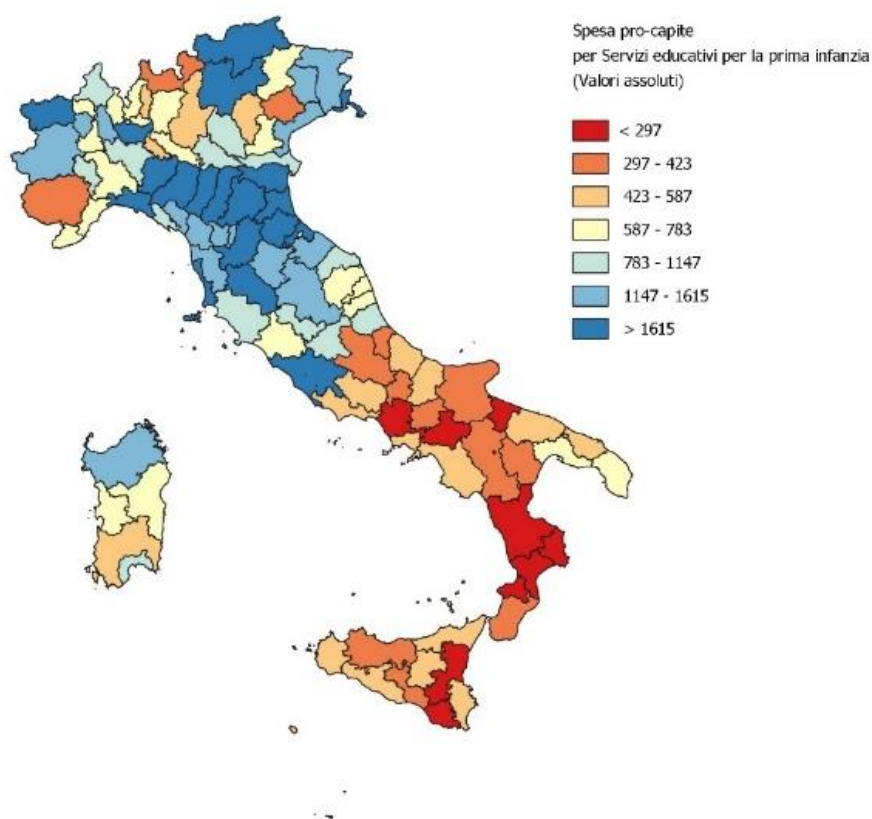 Spesa pro-capite
per Servizi educativi per la prima infanzia
(Valori assoluti)
< 297
297 - 423
423 - 587
587 - 783
783 - 1147
1147 - 1615
> 1615